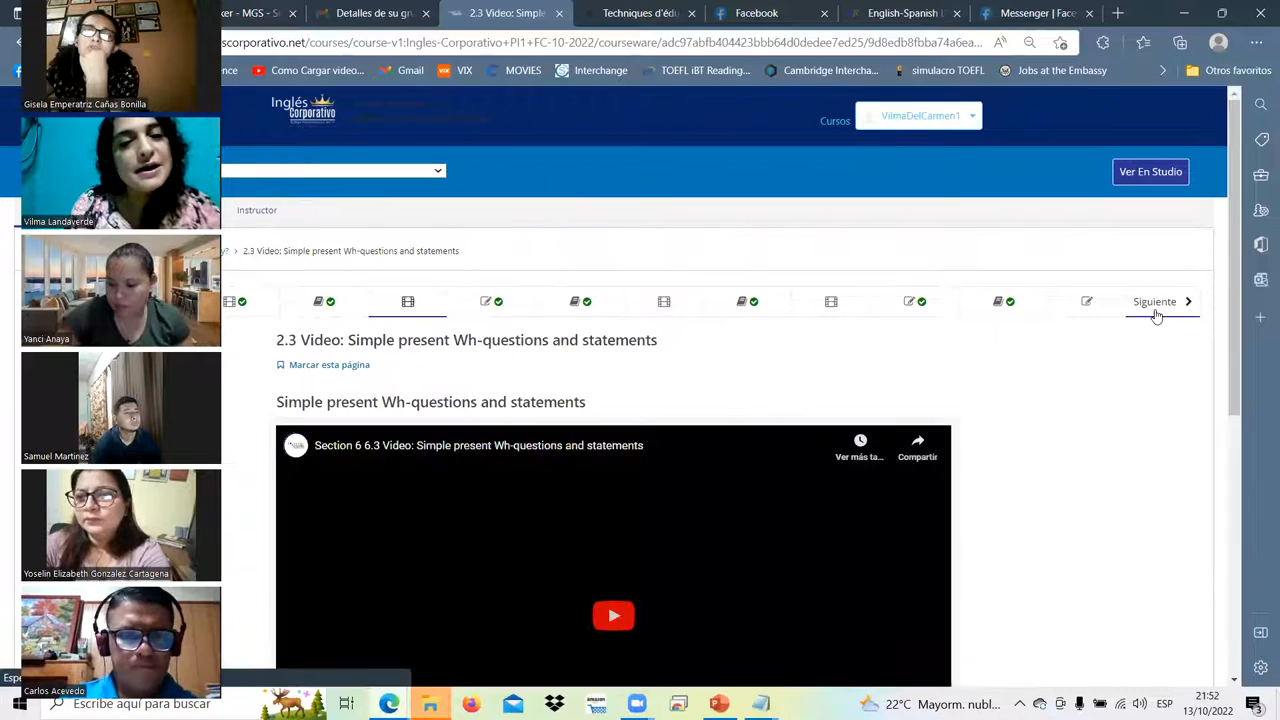 - MGS -
Detalles de su gru
2.3 Video: Simple
Techniques d'édu
Facebook
English-Spanish
Messenger | Face
scorporativo.net/courses/course-v1:Ingles-Corporativo+PI1+FC-10-2022/courseware/adc97abfb404423bbb64d0dedee7ed25/9d8edb8fbba74a6ea...
ence
Como Cargar video...
Gmail
VIX
MOVIES
Interchange
TOEFL iBT Reading...
Cambridge Interchan...
simulacro TOEFL
Jobs at the Embassy
Otros favoritos
Gisela Emperatriz Cañas Bonilla
Inglés
Corporativo
Cursos
VilmaDelCarmen1
Ver En Studio
Vilma Landaverde
Instructor
y? > 2.3 Video: Simple present Wh-questions and statements
Siguiente
Yanci Anaya
2.3 Video: Simple present Wh-questions and statements
Marcar esta página
Simple present Wh-questions and statements
Section 6 6.3 Video: Simple present Wh-questions and statements
Ver más ta...
Compartir
Samuel Martinez
Yoselin Elizabeth Gonzalez Cartagena
Carlos Acevedo
Espe
Escribe aquí para buscar
amazon
22°C Mayorm. nubl...
ESP
21:52
13/10/2022
3